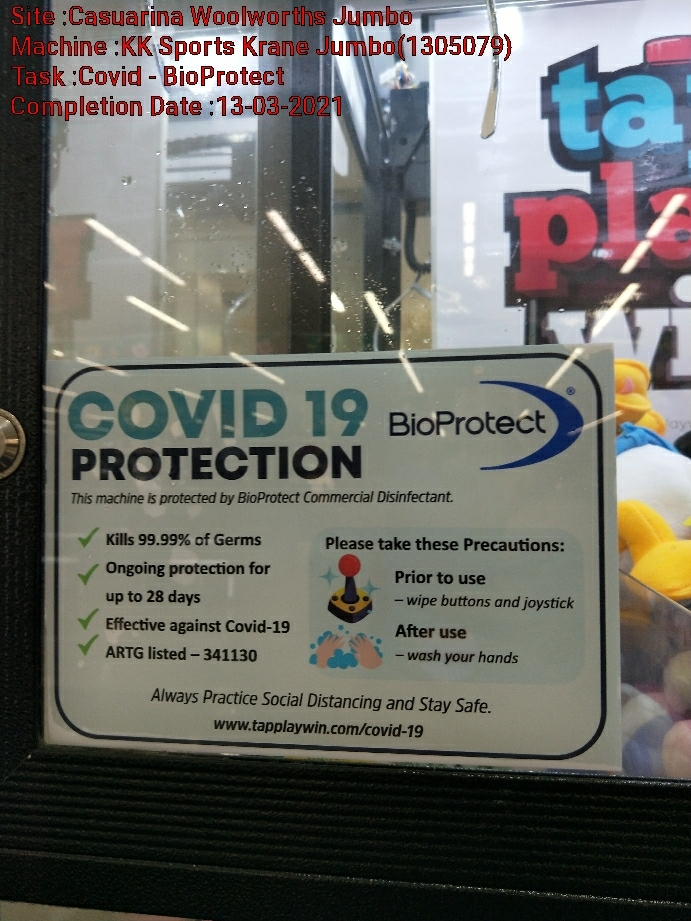 Site :Casuarina Woolworths Jumbo
Machine :KK Sports Krane Jumbo(1305079)
Task :Covid - BioProtect
Completion Date :13-03-2021
COVID 19
PROTECTION
BioProtect®
This machine is protected by BioProtect Commercial Disinfectant.
Kills 99.99% of Germs
Ongoing protection for
up to 28 days
Effective against Covid-19
ARTG listed – 341130
Please take these Precautions:
Prior to use
– wipe buttons and joystick
After use
– wash your hands
Always Practice Social Distancing and Stay Safe.
www.tapplaywin.com/covid-19